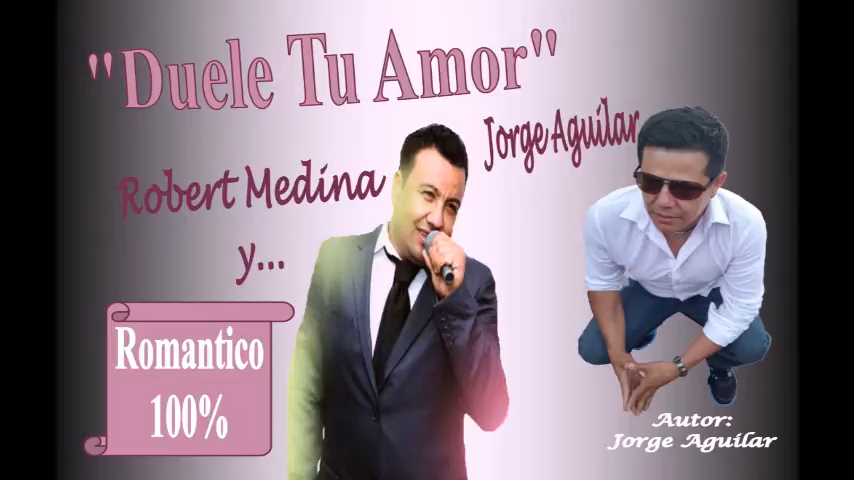 "Duele Tu Amor"
Jorge Aguilar
Robert Medina
y...
Romantico
100%
Autor:
Jorge Aguilar